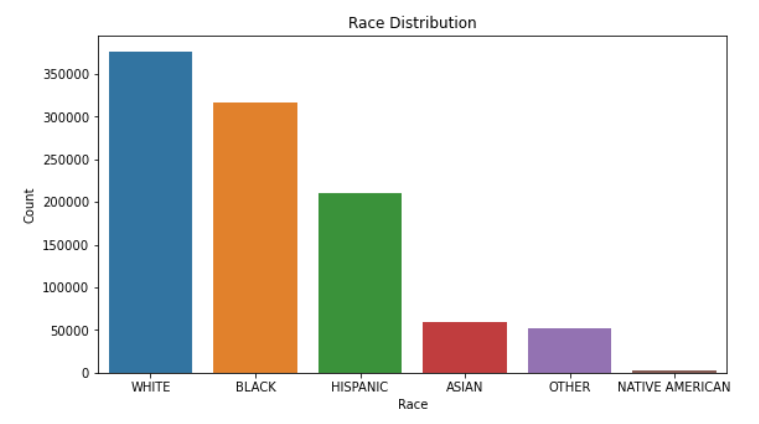 Race Distribution
350000
300000
250000
200000
150000
100000
50000
0
Count
WHITE BLACK HISPANIC ASIAN OTHER NATIVE AMERICAN
Race